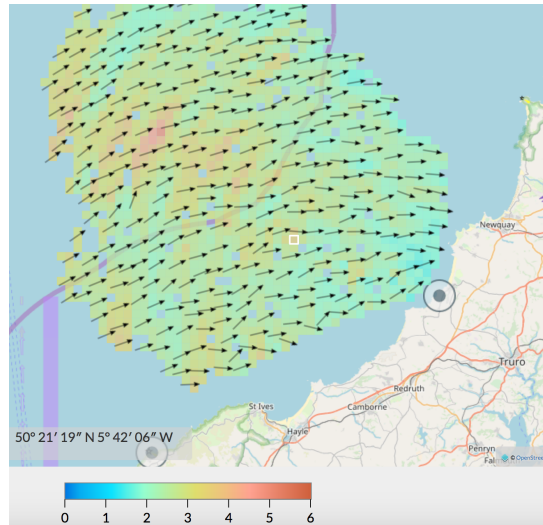 Newquay
Truro
Redruth
St Ives
Camborne
50° 21′ 19″ N 5° 42′ 06″ W
Hayle
Penryn
Fal
© OpenStree
0 1 2 3 4 5 6